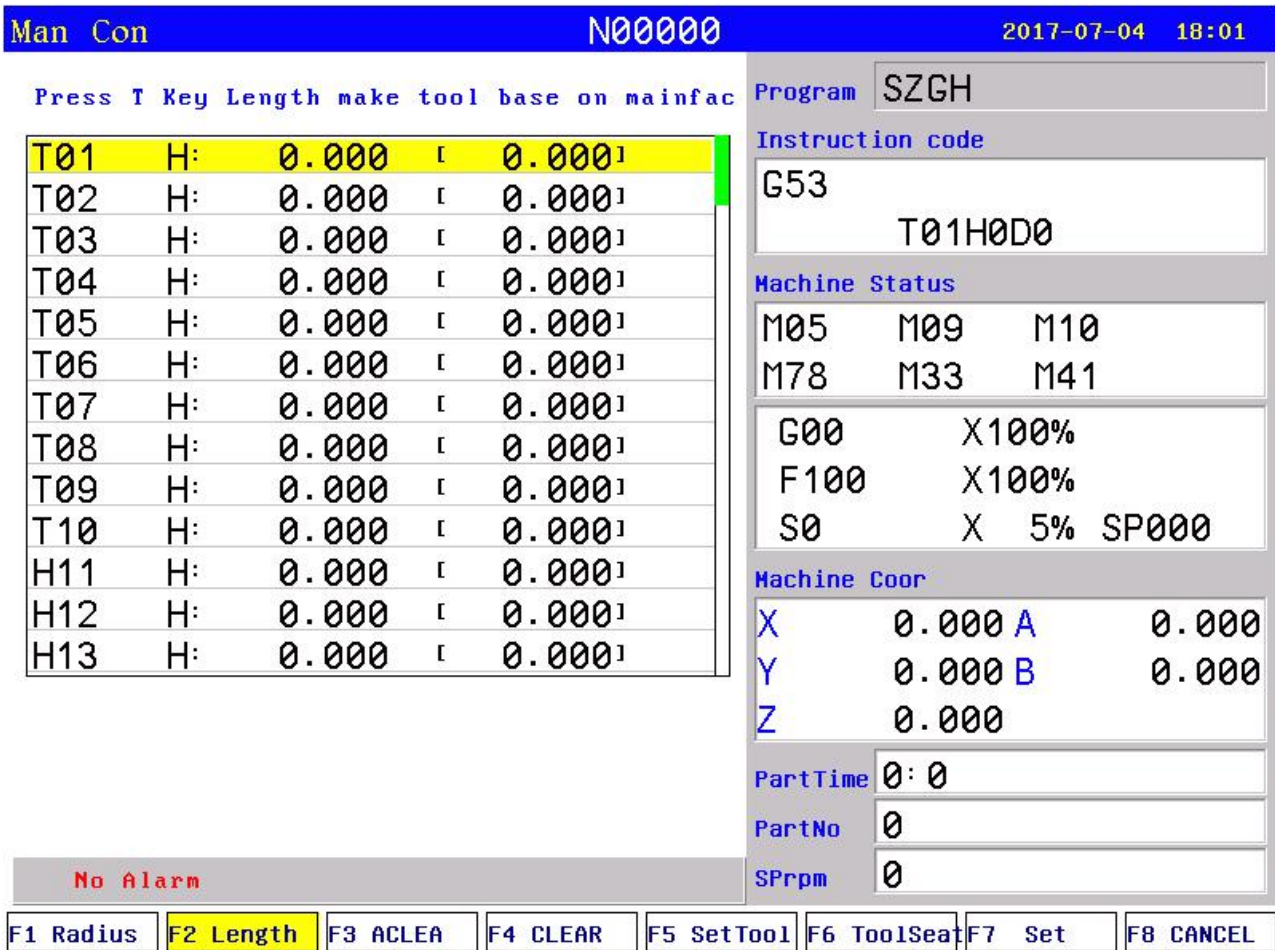 Man Con N00000 2017-07-04 18:01
Press T Key Length make tool base on mainfac
T01 H: 0.000 [ 0.000]
T02 H: 0.000 [ 0.000]
T03 H: 0.000 [ 0.000]
T04 H: 0.000 [ 0.000]
T05 H: 0.000 [ 0.000]
T06 H: 0.000 [ 0.000]
T07 H: 0.000 [ 0.000]
T08 H: 0.000 [ 0.000]
T09 H: 0.000 [ 0.000]
T10 H: 0.000 [ 0.000]
H11 H: 0.000 [ 0.000]
H12 H: 0.000 [ 0.000]
H13 H: 0.000 [ 0.000]
No Alarm
Program SZGH
Instruction code
G53
T01H0D0
Machine Status
M05 M09 M10
M78 M33 M41
G00 X100%
F100 X100%
S0 X 5% SP000
Machine Coor
X 0.000 A 0.000
Y 0.000 B 0.000
Z 0.000
PartTime 0: 0
PartNo 0
SPrpm 0
F1 Radius F2 Length F3 ACLEA F4 CLEAR F5 SetTool F6 ToolSeat F7 Set F8 CANCEL